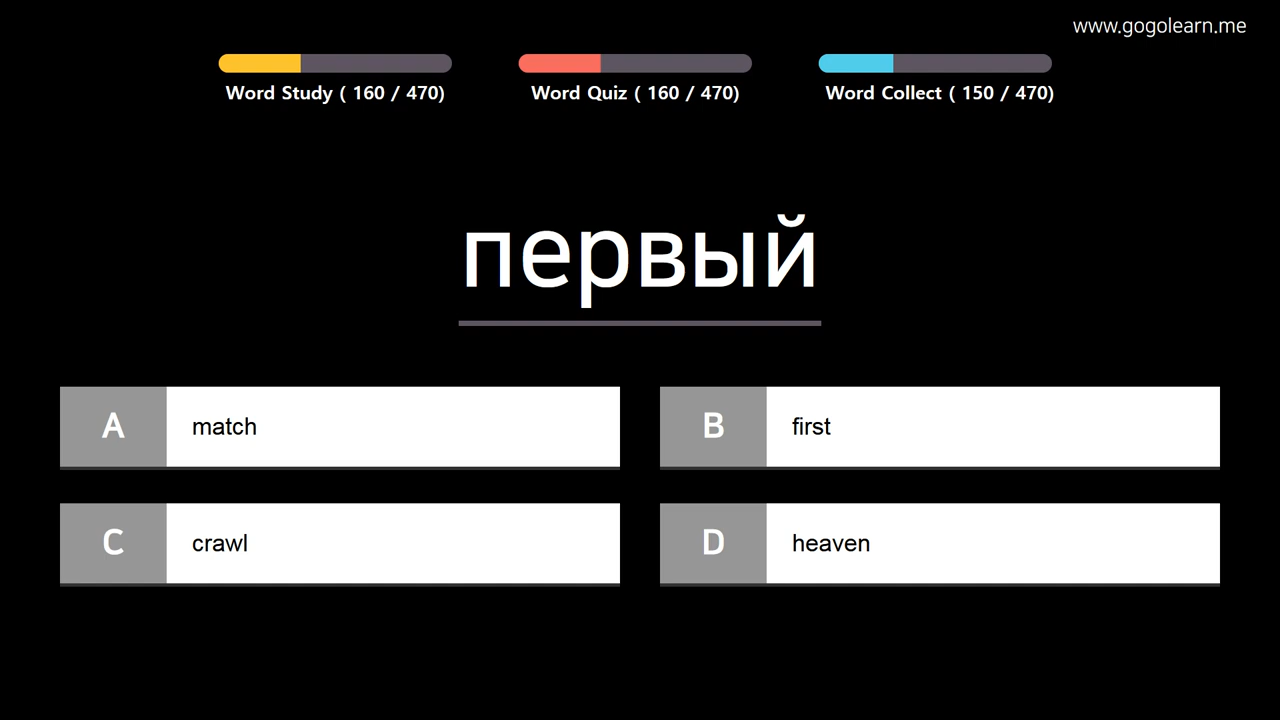 www.gogolearn.me
Word Study ( 160 / 470)
Word Quiz ( 160 / 470)
Word Collect ( 150 / 470)
первый
A match
B first
C crawl
D heaven